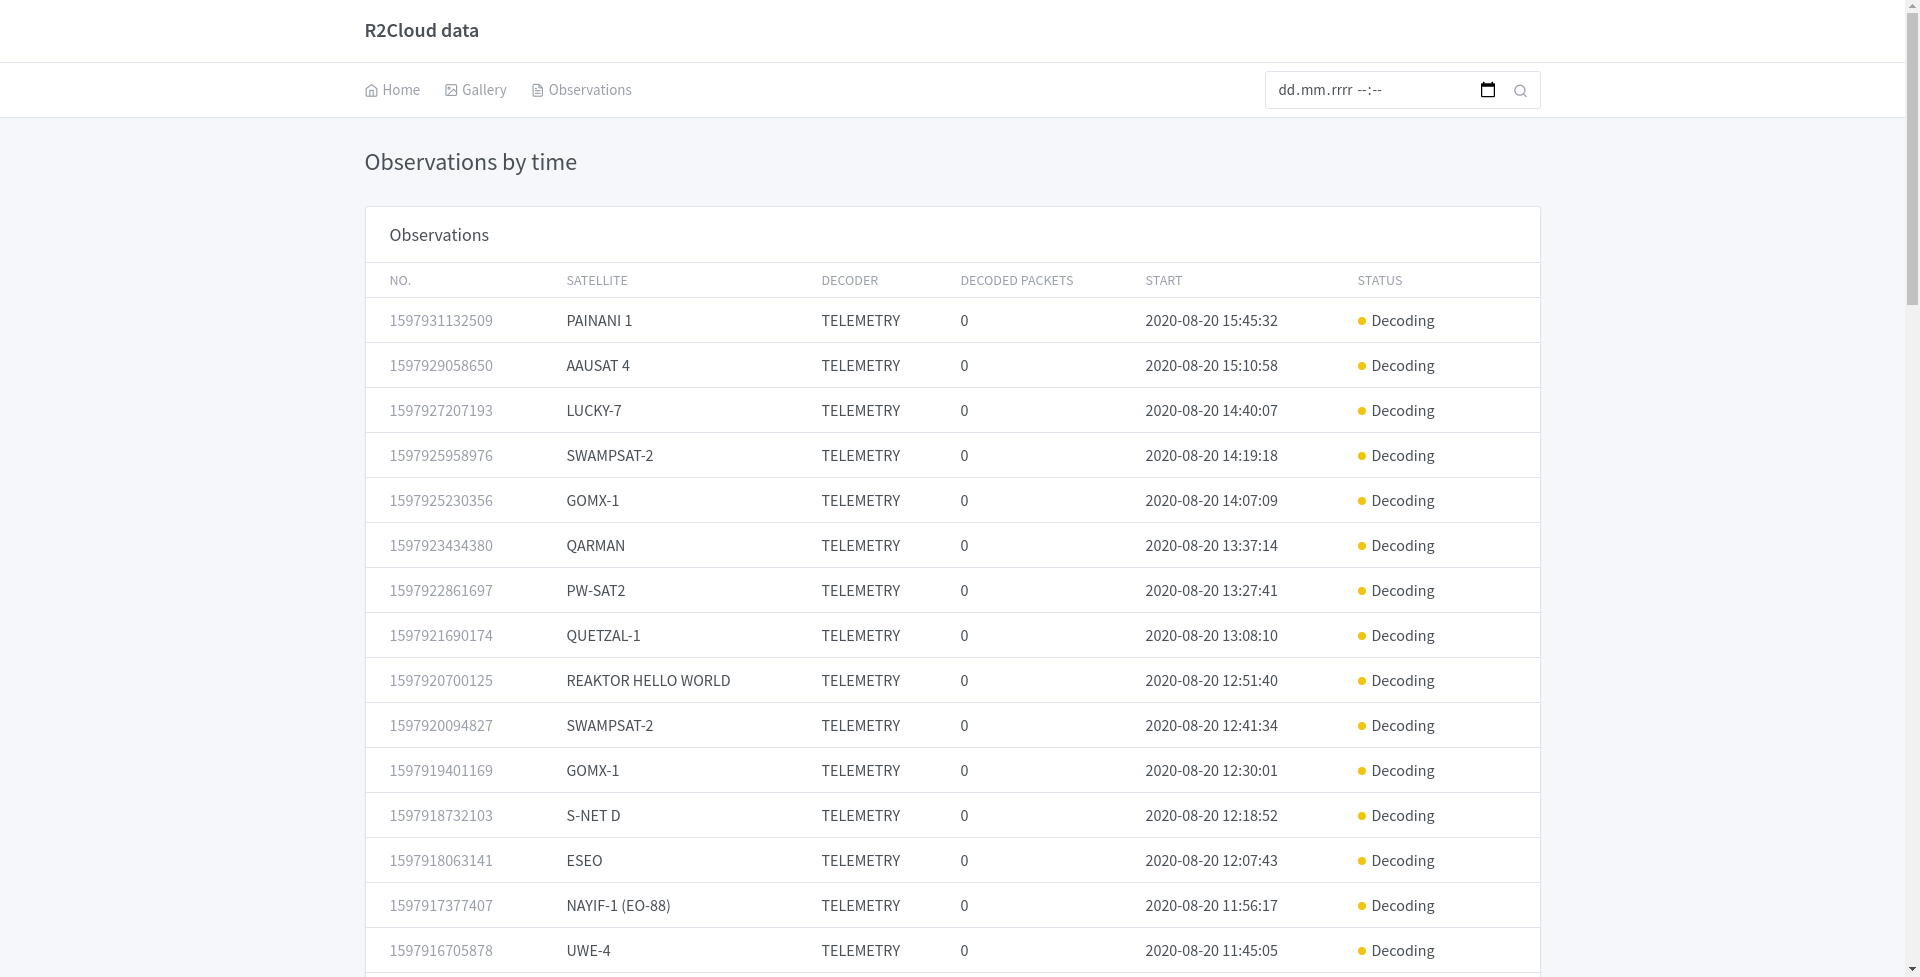 R2Cloud data
Home Gallery Observations dd.mm.rrrr --:--
Observations by time
Observations
NO. SATELLITE DECODER DECODED PACKETS START STATUS
1597931132509 PAINANI 1 TELEMETRY 0 2020-08-20 15:45:32 Decoding
1597929058650 AAUSAT 4 TELEMETRY 0 2020-08-20 15:10:58 Decoding
1597927207193 LUCKY-7 TELEMETRY 0 2020-08-20 14:40:07 Decoding
1597925958976 SWAMPSAT-2 TELEMETRY 0 2020-08-20 14:19:18 Decoding
1597925230356 GOMX-1 TELEMETRY 0 2020-08-20 14:07:09 Decoding
1597923434380 QARMAN TELEMETRY 0 2020-08-20 13:37:14 Decoding
1597922861697 PW-SAT2 TELEMETRY 0 2020-08-20 13:27:41 Decoding
1597921690174 QUETZAL-1 TELEMETRY 0 2020-08-20 13:08:10 Decoding
1597920700125 REAKTOR HELLO WORLD TELEMETRY 0 2020-08-20 12:51:40 Decoding
1597920094827 SWAMPSAT-2 TELEMETRY 0 2020-08-20 12:41:34 Decoding
1597919401169 GOMX-1 TELEMETRY 0 2020-08-20 12:30:01 Decoding
1597918732103 S-NET D TELEMETRY 0 2020-08-20 12:18:52 Decoding
1597918063141 ESEO TELEMETRY 0 2020-08-20 12:07:43 Decoding
1597917377407 NAYIF-1 (EO-88) TELEMETRY 0 2020-08-20 11:56:17 Decoding
1597916705878 UWE-4 TELEMETRY 0 2020-08-20 11:45:05 Decoding